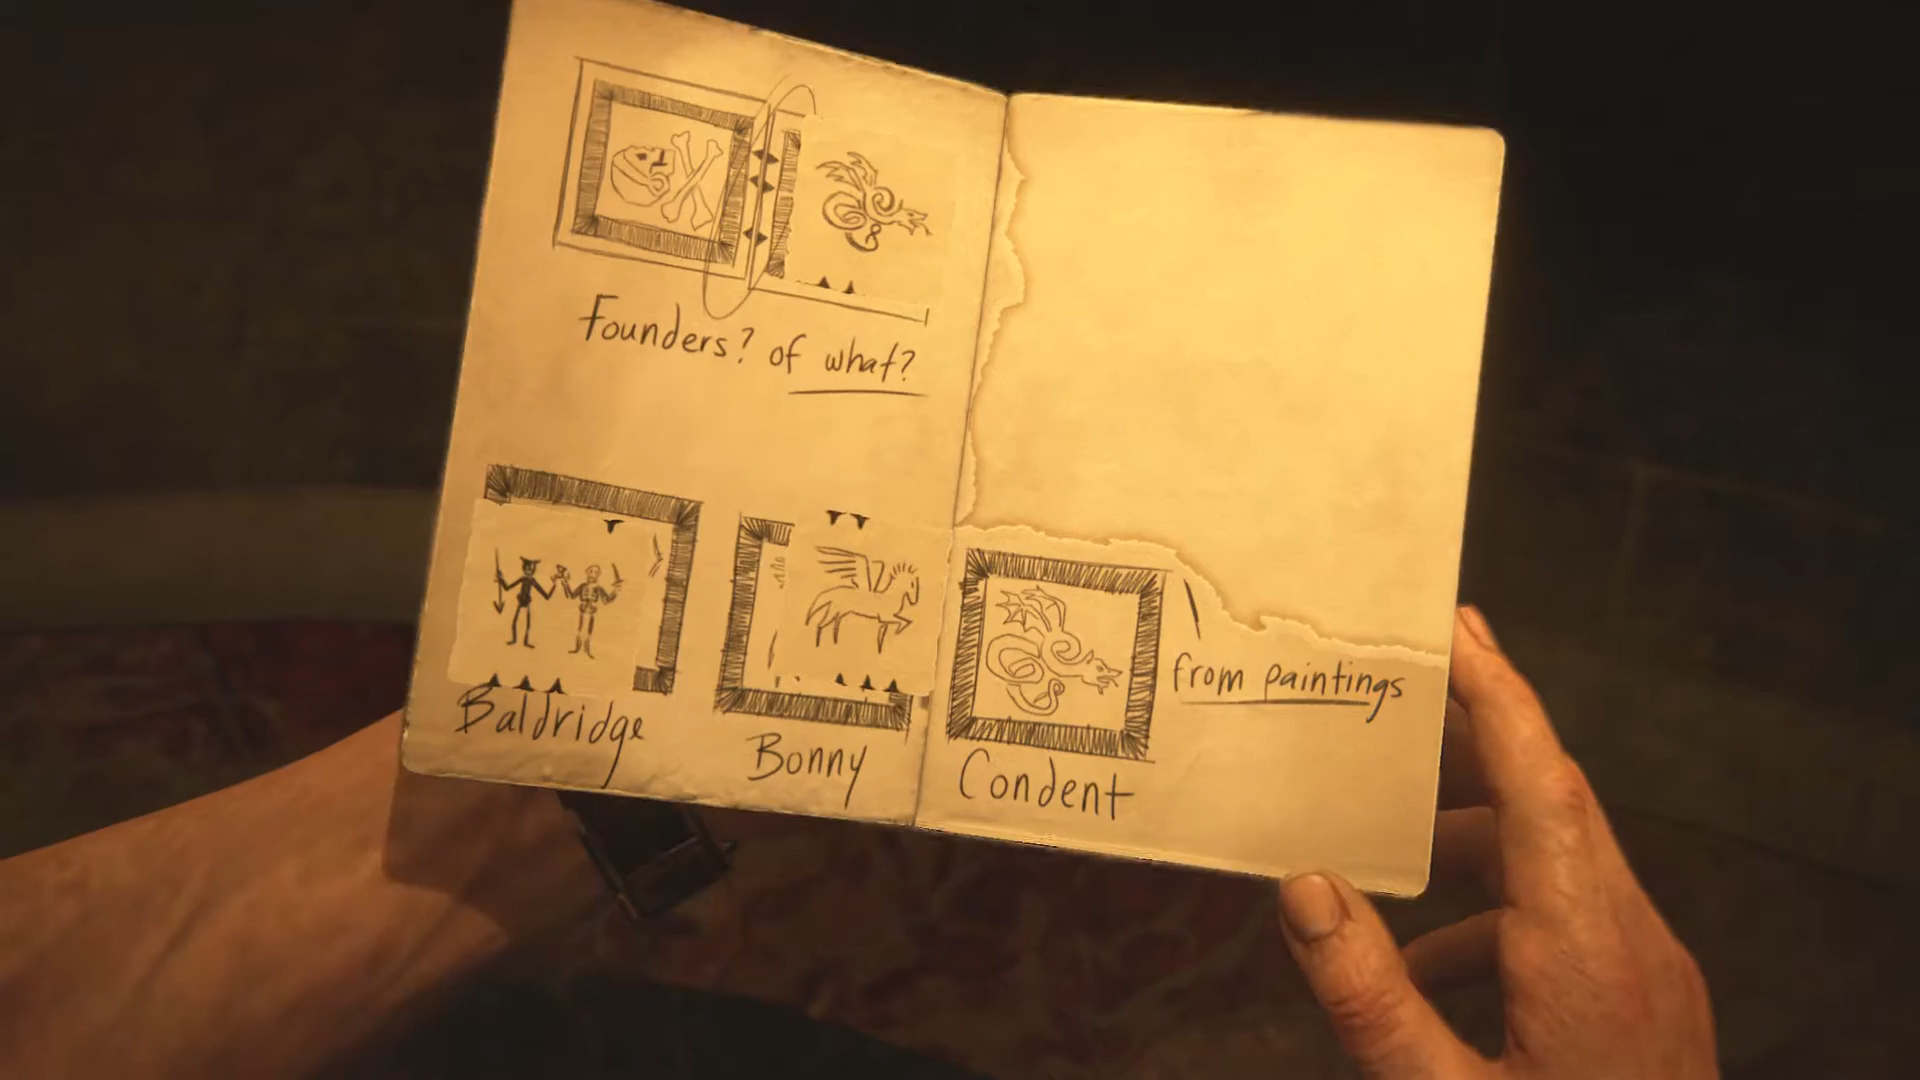 Founders? of what?
Baldridge
Bonny
Condent
from paintings